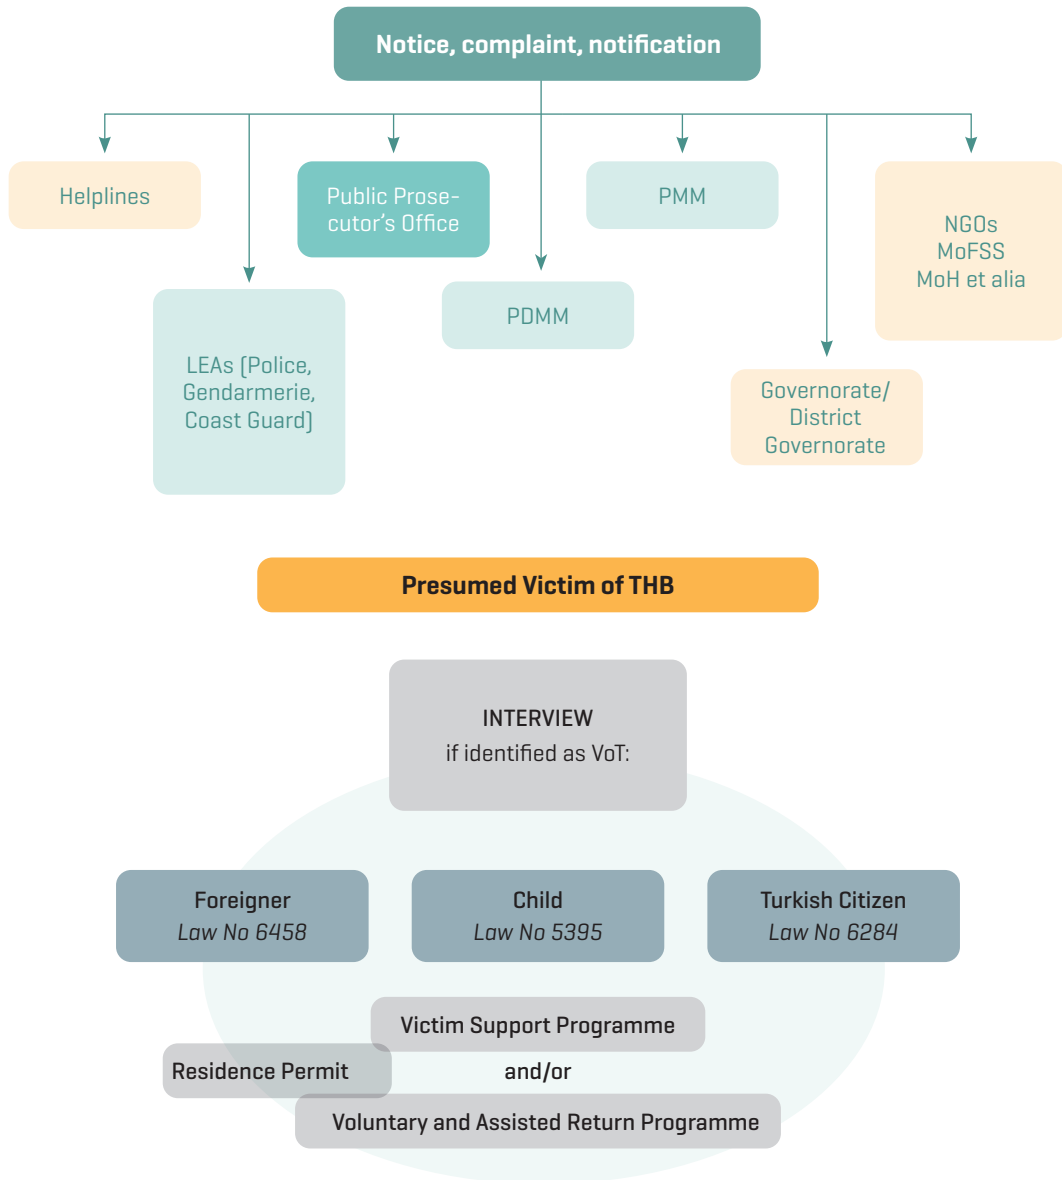 Notice, complaint, notification
Helplines
Public Prose-
cutor's Office
PMM
NGOs
MoFSS
MoH et alia
LEAs (Police,
Gendarmerie,
Coast Guard)
PDMM
Governorate/
District
Governorate
Presumed Victim of THB
INTERVIEW
if identified as VoT:
Foreigner
Law No 6458
Child
Law No 5395
Turkish Citizen
Law No 6284
Victim Support Programme
Residence Permit
and/or
Voluntary and Assisted Return Programme